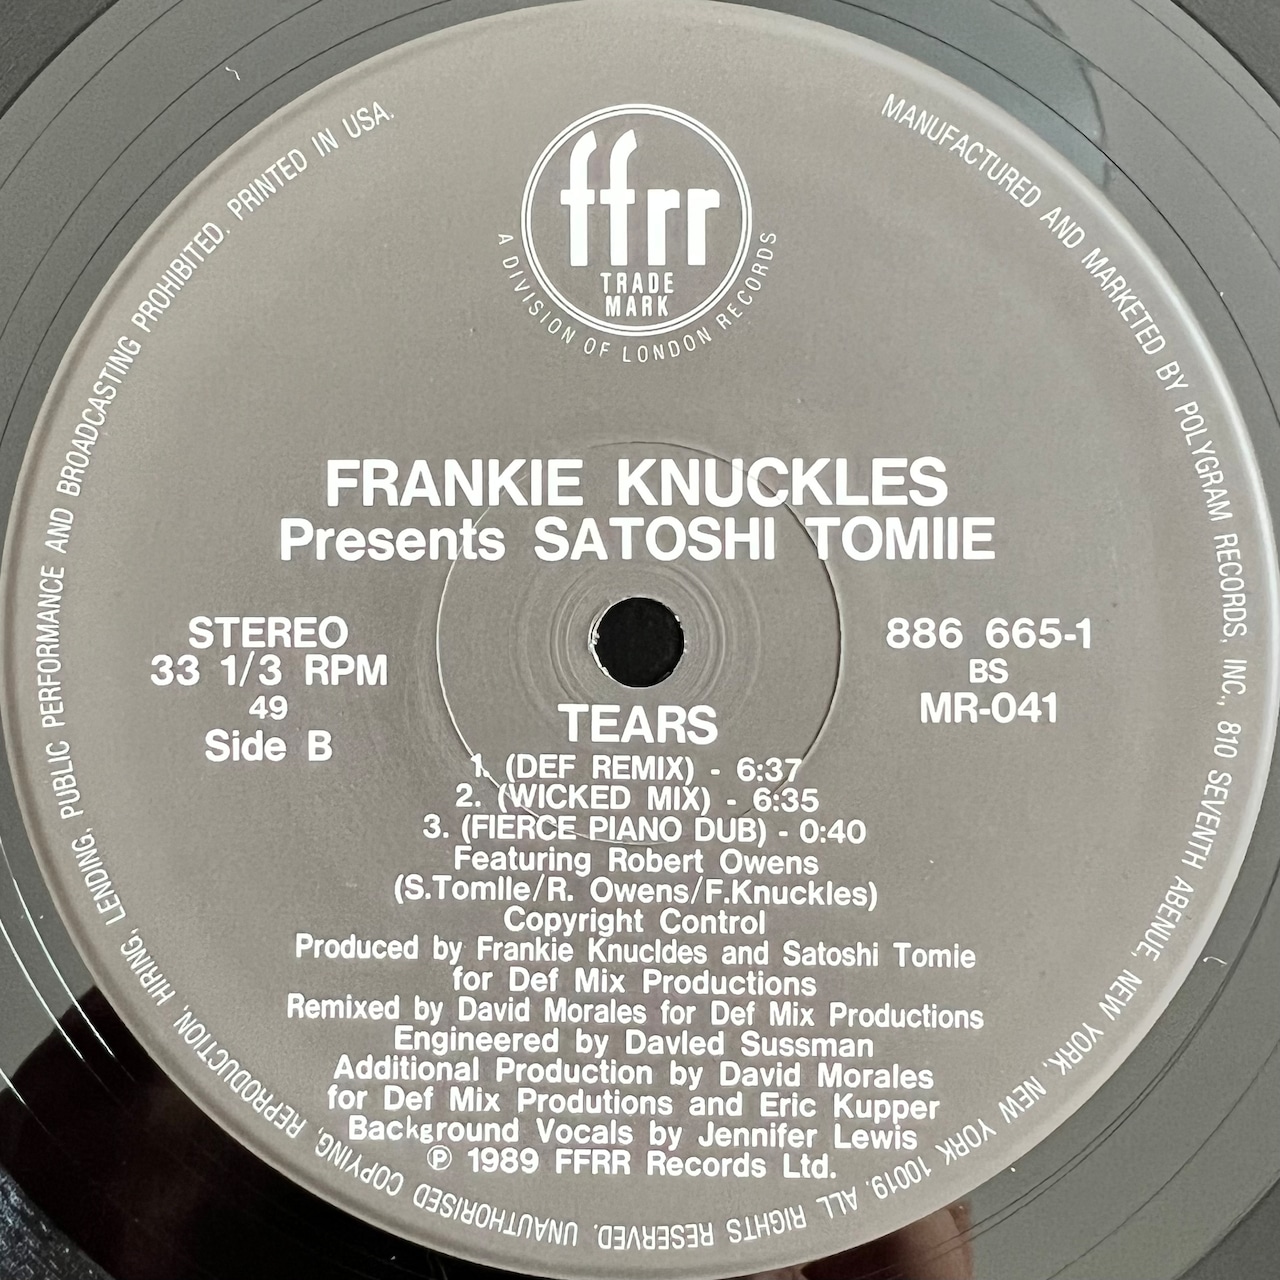 ffrr
TRADE
MARK
A DIVISION OF LONDON RECORDS
FRANKIE KNUCKLES
Presents SATOSHI TOMIIE
STEREO
33 1/3 RPM
49
Side B
886 665-1
BS
MR-041
TEARS
1. (DEF REMIX) - 6:37
2. (WICKED MIX) - 6:35
3. (FIERCE PIANO DUB) - 0:40
Featuring Robert Owens
(S.Tomlle/R. Owens/F.Knuckles)
Copyright Control
Produced by Frankie Knucldes and Satoshi Tomie
for Def Mix Productions
Remixed by David Morales for Def Mix Productions
Engineered by Davled Sussman
Additional Production by David Morales
for Def Mix Produtions and Eric Kupper
Background Vocals by Jennifer Lewis
℗ 1989 FFRR Records Ltd.
MANUFACTURED AND MARKETED BY POLYGRAM RECORDS, INC., 810 SEVENTH ABENUE, NEW YORK, NEW YORK 10019. ALL RIGHTS RESERVED. UNAUTHORISED COPYING, REPRODUCTION, HIRING, LENDING, PUBLIC PERFORMANCE AND BROADCASTING PROHIBITED. PRINTED IN USA.